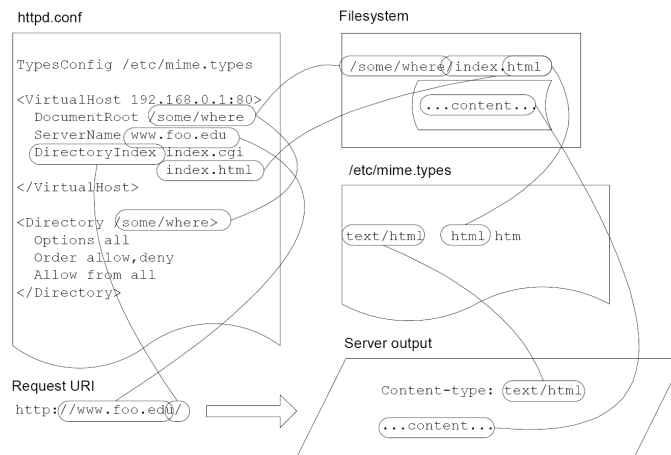 httpd.conf
TypesConfig /etc/mime.types
<VirtualHost 192.168.0.1:80>
DocumentRoot /some/where
ServerName www.foo.edu
DirectoryIndex index.cgi
index.html
</VirtualHost>
<Directory /some/where>
Options all
Order allow,deny
Allow from all
</Directory>
Request URI
http://www.foo.edu/
Filesystem
/some/where/index.html
...content...
/etc/mime.types
text/html html htm
Server output
Content-type: text/html
...content...